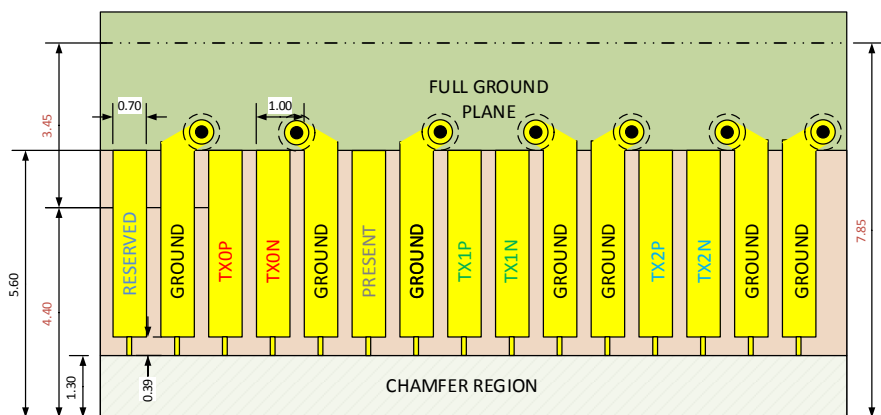 FULL GROUND
PLANE
0.70
1.00
3.45
7.85
5.60
4.40
1.30
0.39
RESERVED
GROUND
TX0P
TX0N
GROUND
PRESENT
GROUND
TX1P
TX1N
GROUND
GROUND
TX2P
TX2N
GROUND
GROUND
CHAMFER REGION